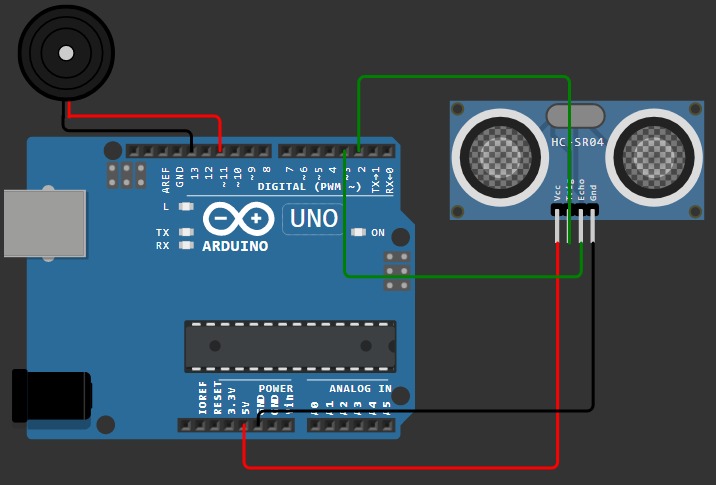 HC-SR04
Vcc
Echo
Gnd
AREF
GND
13
12
~11
~10
~9
8
7
~6
~5
4
2
TX→1
RX←0
DIGITAL (PWM ~)
L
TX
RX
UNO
ON
ARDUINO
POWER
ANALOG IN
IOREF
RESET
3.3V
5V
GND
GND
Vin
A0
A1
A2
A3
A4
A5